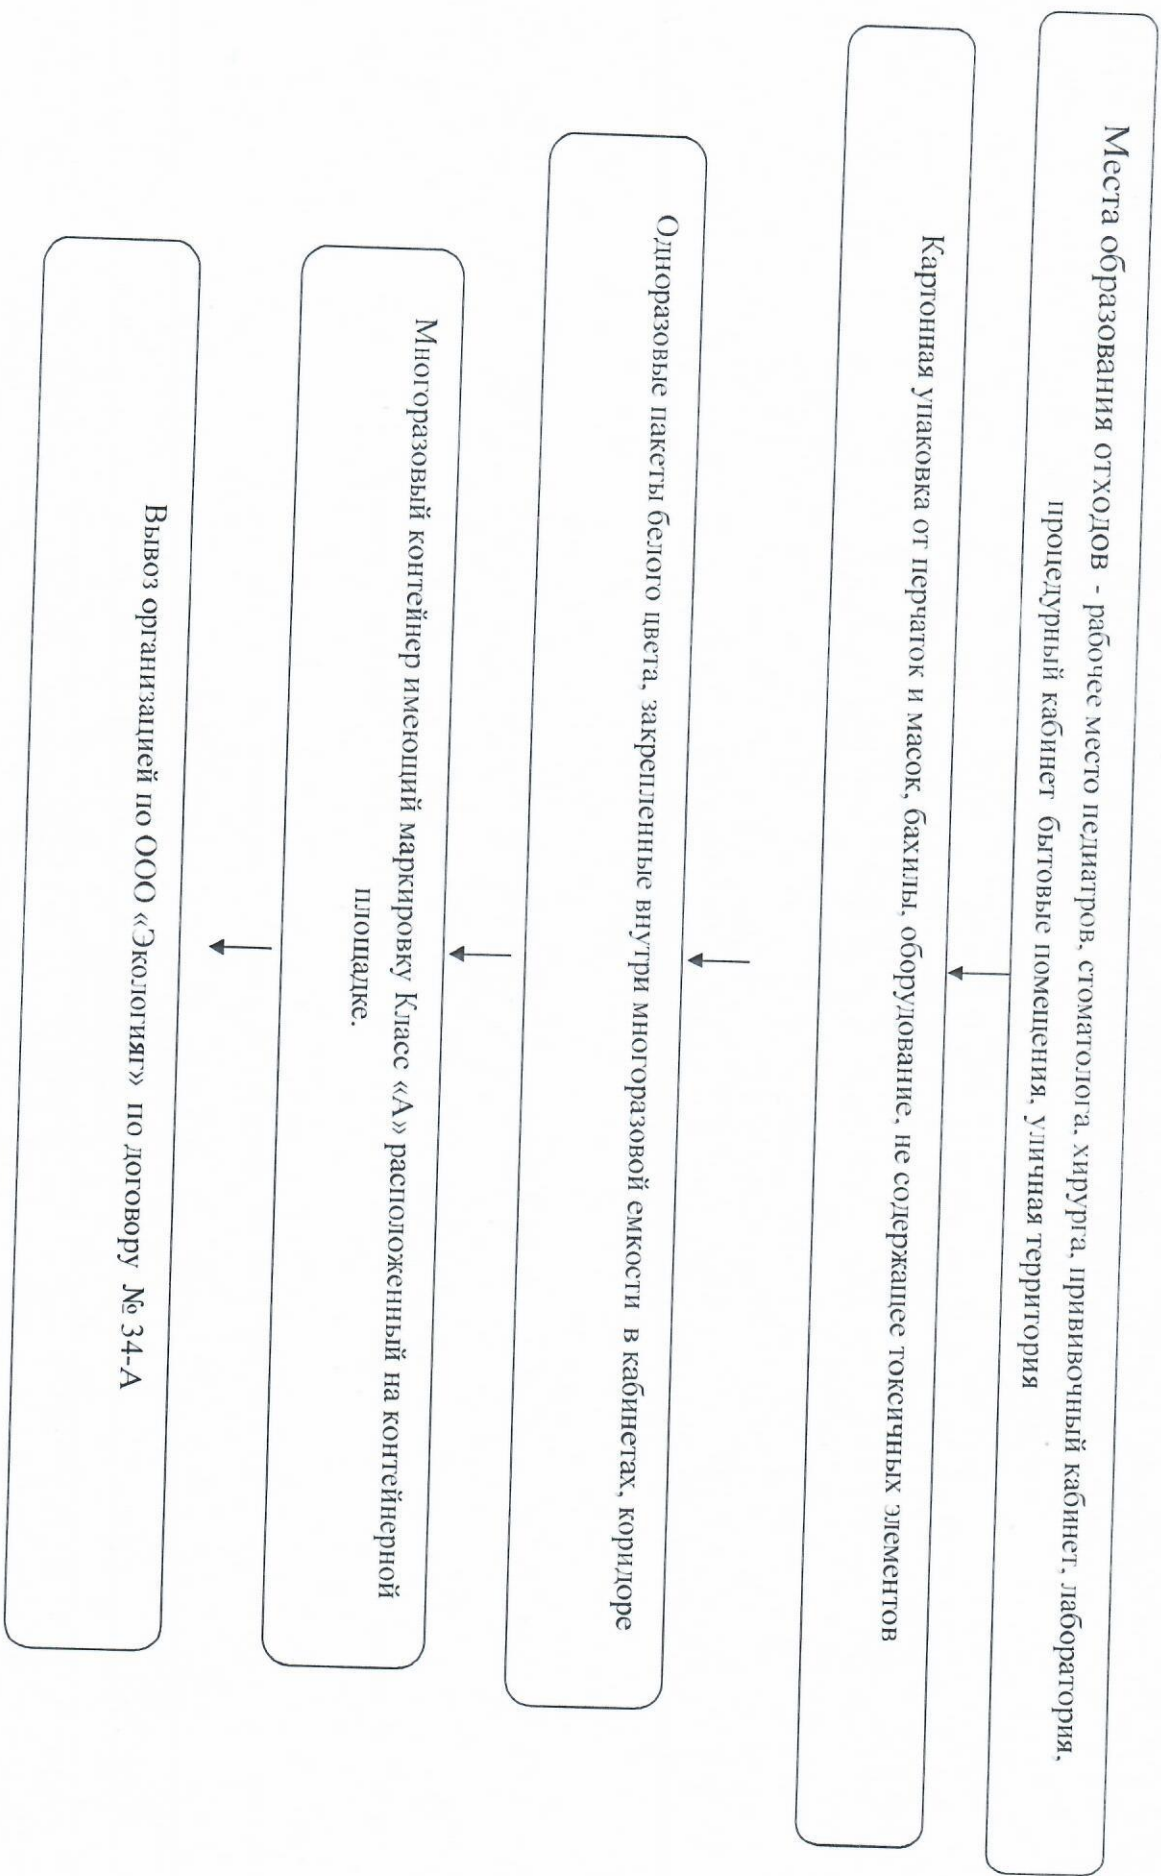 Места образования отходов - рабочее место педиатров, стоматолога, хирурга, прививочный кабинет, лаборатория,
процедурный кабинет бытовые помещения, уличная территория
Картонная упаковка от перчаток и масок, бахилы, оборудование, не содержащее токсичных элементов
Одноразовые пакеты белого цвета, закрепленные внутри многоразовой емкости в кабинетах, коридоре
Многоразовый контейнер имеющий маркировку Класс «А» расположенный на контейнерной
площадке.
Вывоз организацией по ООО «Экологияг» по договору № 34-А